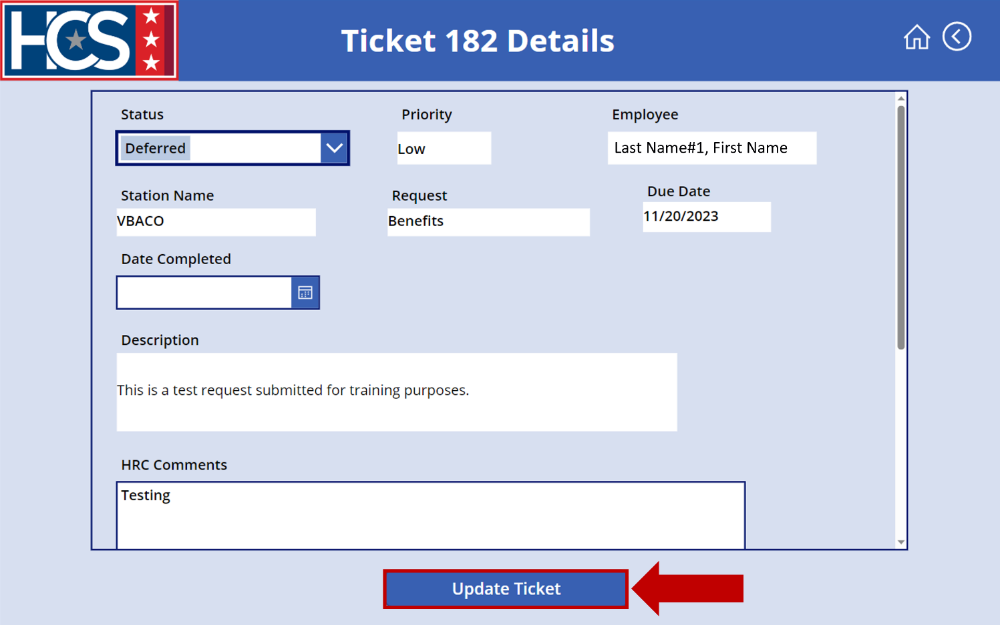 HCS
Ticket 182 Details
Status
Priority
Employee
Deferred
Low
Last Name#1, First Name
Station Name
Request
Due Date
VBACO
Benefits
11/20/2023
Date Completed
Description
This is a test request submitted for training purposes.
HRC Comments
Testing
Update Ticket